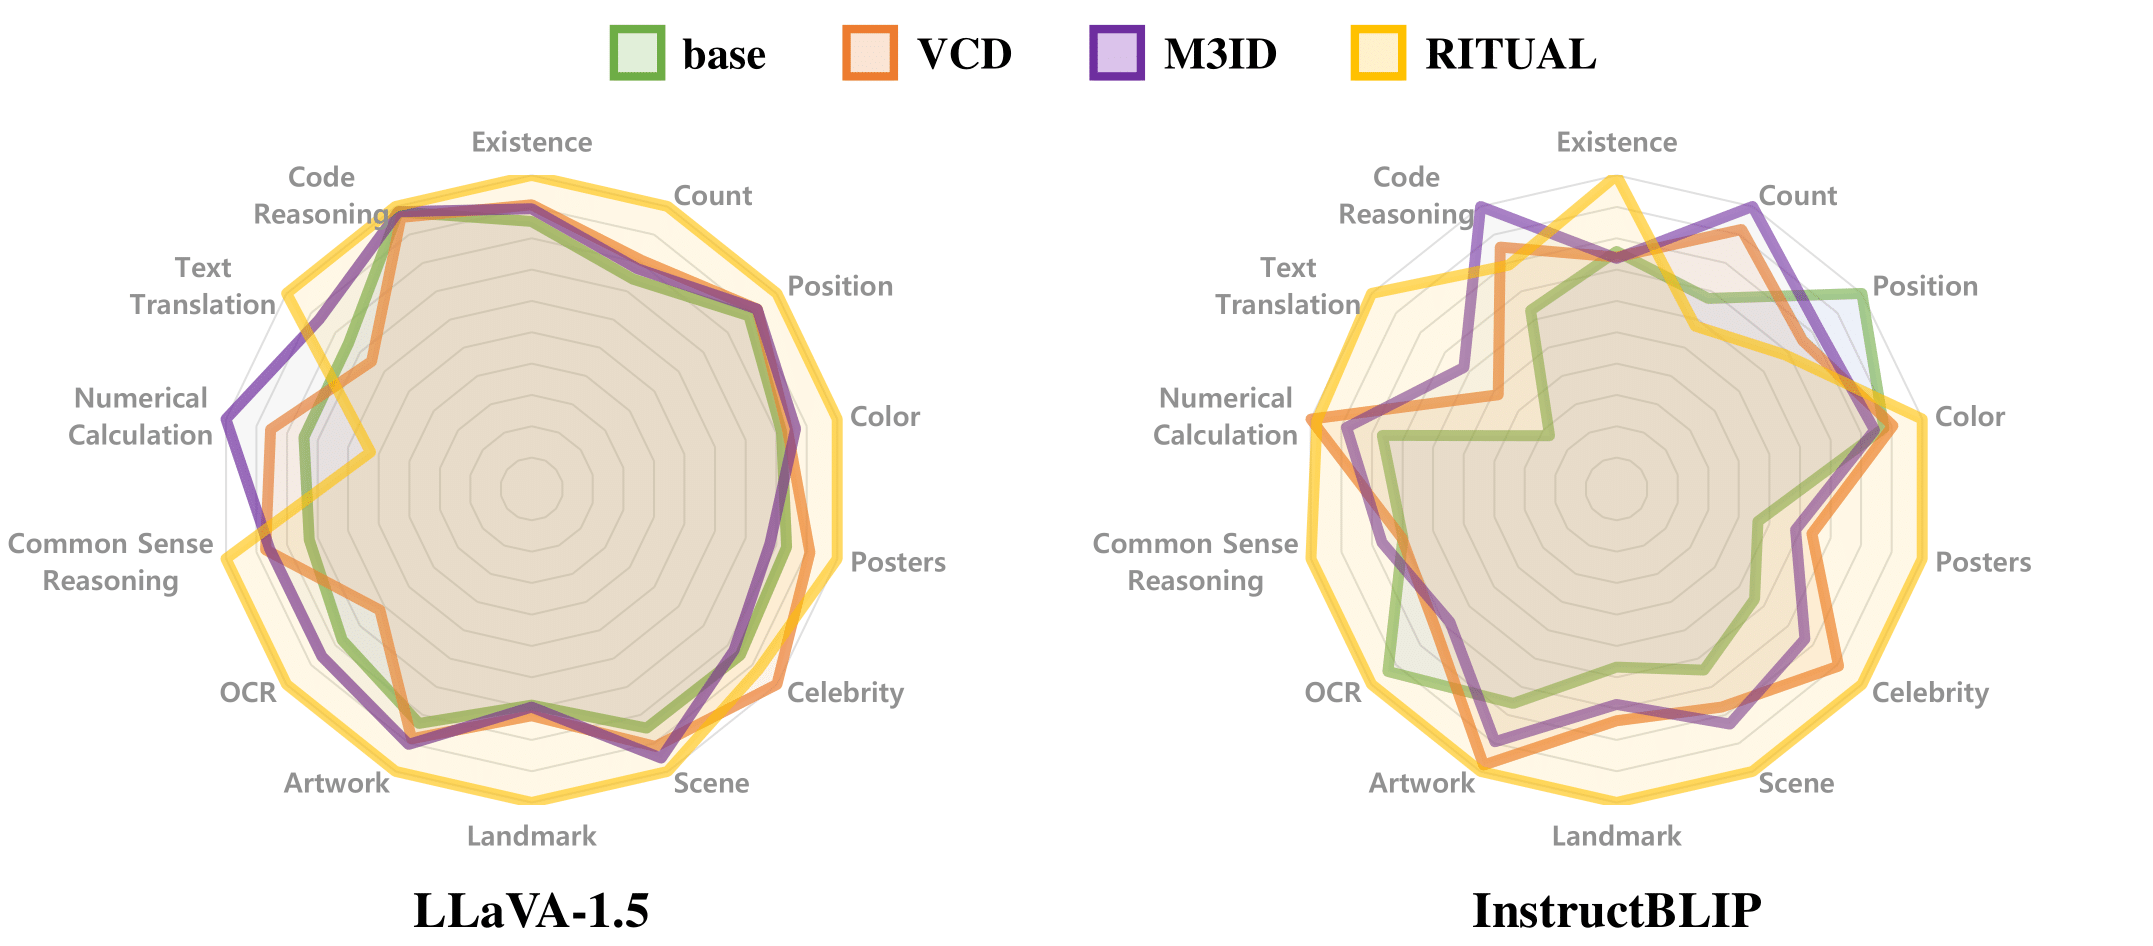 base VCD M3ID RITUAL
Existence
Count
Position
Color
Posters
Celebrity
Scene
Landmark
Artwork
OCR
Common Sense
Reasoning
Numerical
Calculation
Text
Translation
Code
Reasoning
LLaVA-1.5
Existence
Count
Position
Color
Posters
Celebrity
Scene
Landmark
Artwork
OCR
Common Sense
Reasoning
Numerical
Calculation
Text
Translation
Code
Reasoning
InstructBLIP